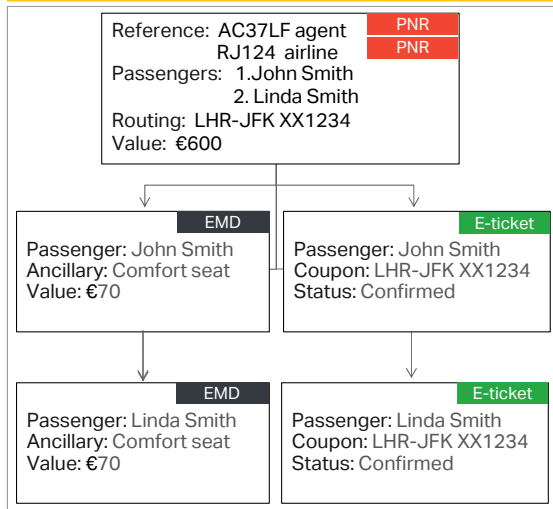 Reference: AC37LF agent PNR
RJ124 airline PNR
Passengers: 1.John Smith
2. Linda Smith
Routing: LHR-JFK XX1234
Value: €600
EMD
Passenger: John Smith
Ancillary: Comfort seat
Value: €70
E-ticket
Passenger: John Smith
Coupon: LHR-JFK XX1234
Status: Confirmed
EMD
Passenger: Linda Smith
Ancillary: Comfort seat
Value: €70
E-ticket
Passenger: Linda Smith
Coupon: LHR-JFK XX1234
Status: Confirmed